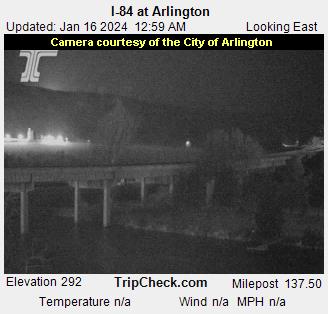 I-84 at Arlington
Updated: Jan 16 2024 12:59 AM Looking East
Camera courtesy of the City of Arlington
Elevation 292 TripCheck.com Milepost 137.50
Temperature n/a Wind n/a MPH n/a